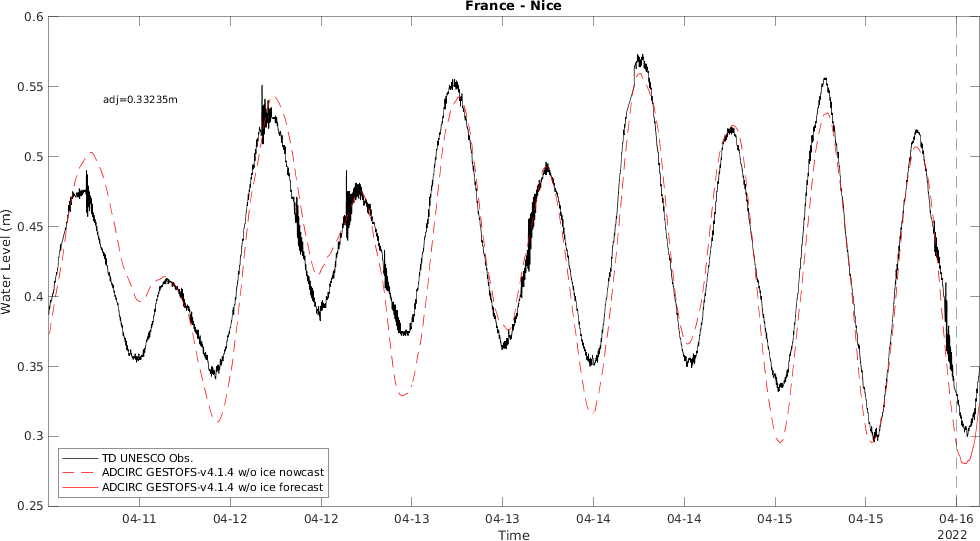 France - Nice
0.6
0.55
0.5
0.45
0.4
0.35
0.3
0.25
Water Level (m)
adj=0.33235m
TD UNESCO Obs.
ADCIRC GESTOFS-v4.1.4 w/o ice nowcast
ADCIRC GESTOFS-v4.1.4 w/o ice forecast
04-11 04-12 04-12 04-13 04-13 04-14 04-14 04-15 04-15 04-16
2022
Time